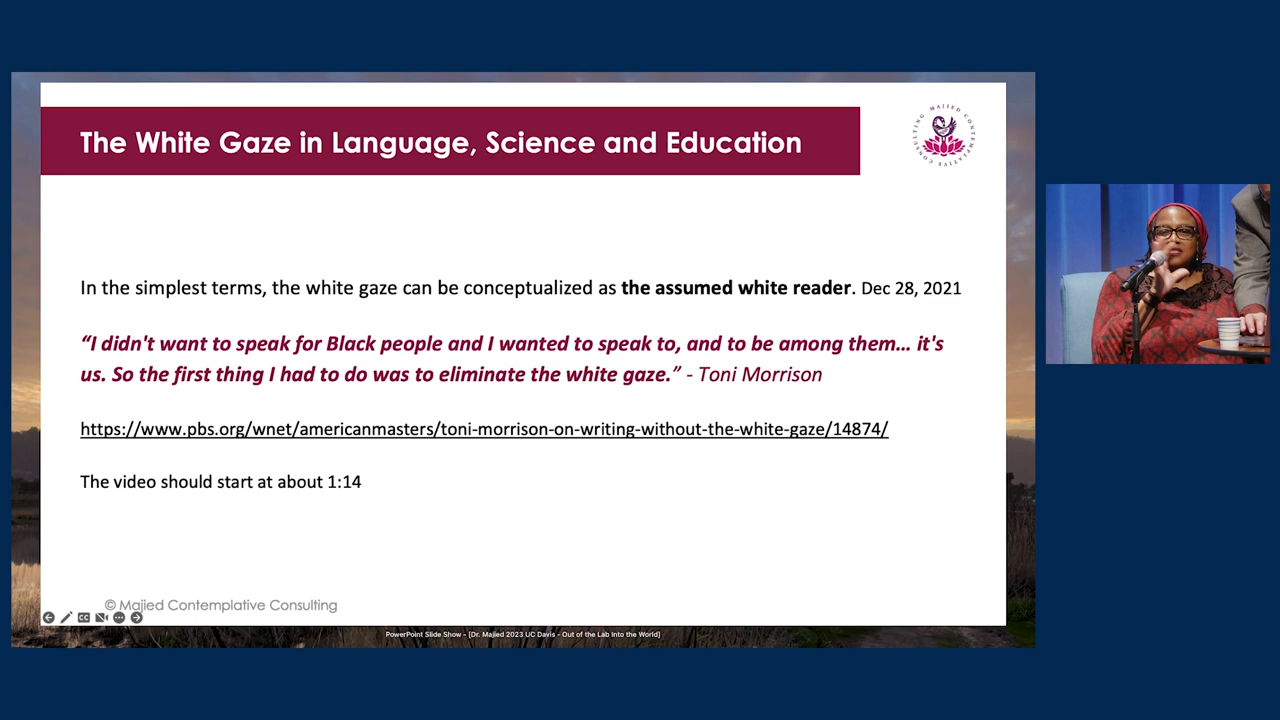 The White Gaze in Language, Science and Education
MAJIED CONTEMPLATIVE CONSULTING
In the simplest terms, the white gaze can be conceptualized as the assumed white reader. Dec 28, 2021
“I didn't want to speak for Black people and I wanted to speak to, and to be among them… it's
us. So the first thing I had to do was to eliminate the white gaze.” - Toni Morrison
https://www.pbs.org/wnet/americanmasters/toni-morrison-on-writing-without-the-white-gaze/14874/
The video should start at about 1:14
© Majied Contemplative Consulting
CC
PowerPoint Slide Show - [Dr. Majied 2023 UC Davis - Out of the Lab Into the World]